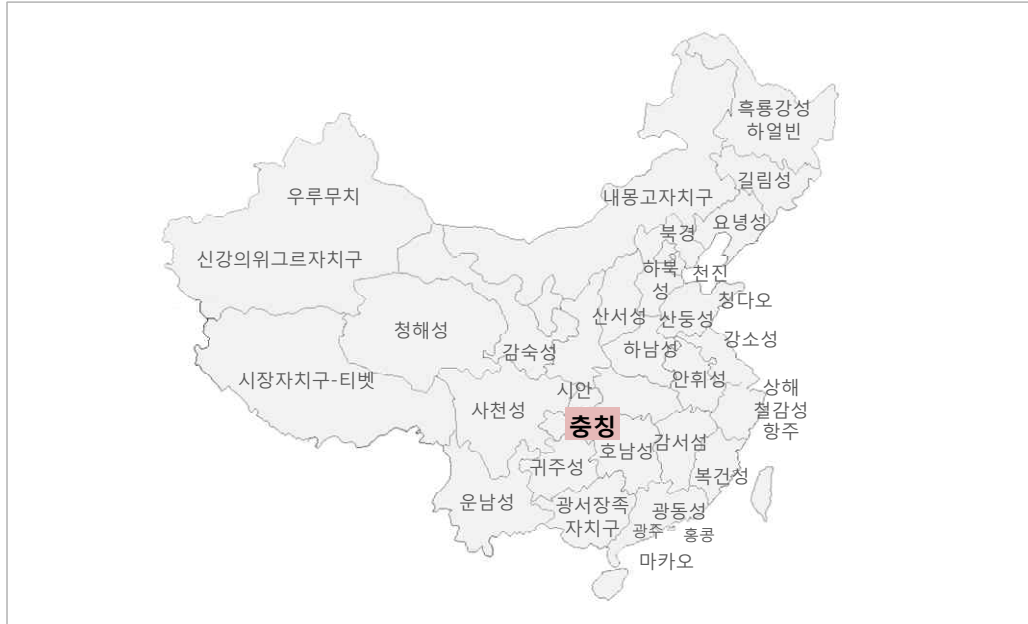 흑룡강성
하얼빈
길림성
우루무치
내몽고자치구
요녕성
북경
신강의위그르자치구
하북
성
천진
칭다오
산서성
산둥성
청해성
강소성
감숙성
하남성
시장자치구-티벳
안휘성
시안
상해
사천성
철감성
충칭
항주
호남성
감서섬
귀주성
복건성
운남성
광서장족
자치구
광동성
광주
홍콩
마카오